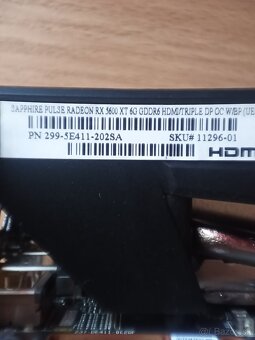 SAPPHIRE PULSE RADEON RX 5600 XT 6G GDDR6 HDMI/TRIPLE DP OC W/BP (UE
PN 299-5E411-202SA SKU# 11296-01
HDM